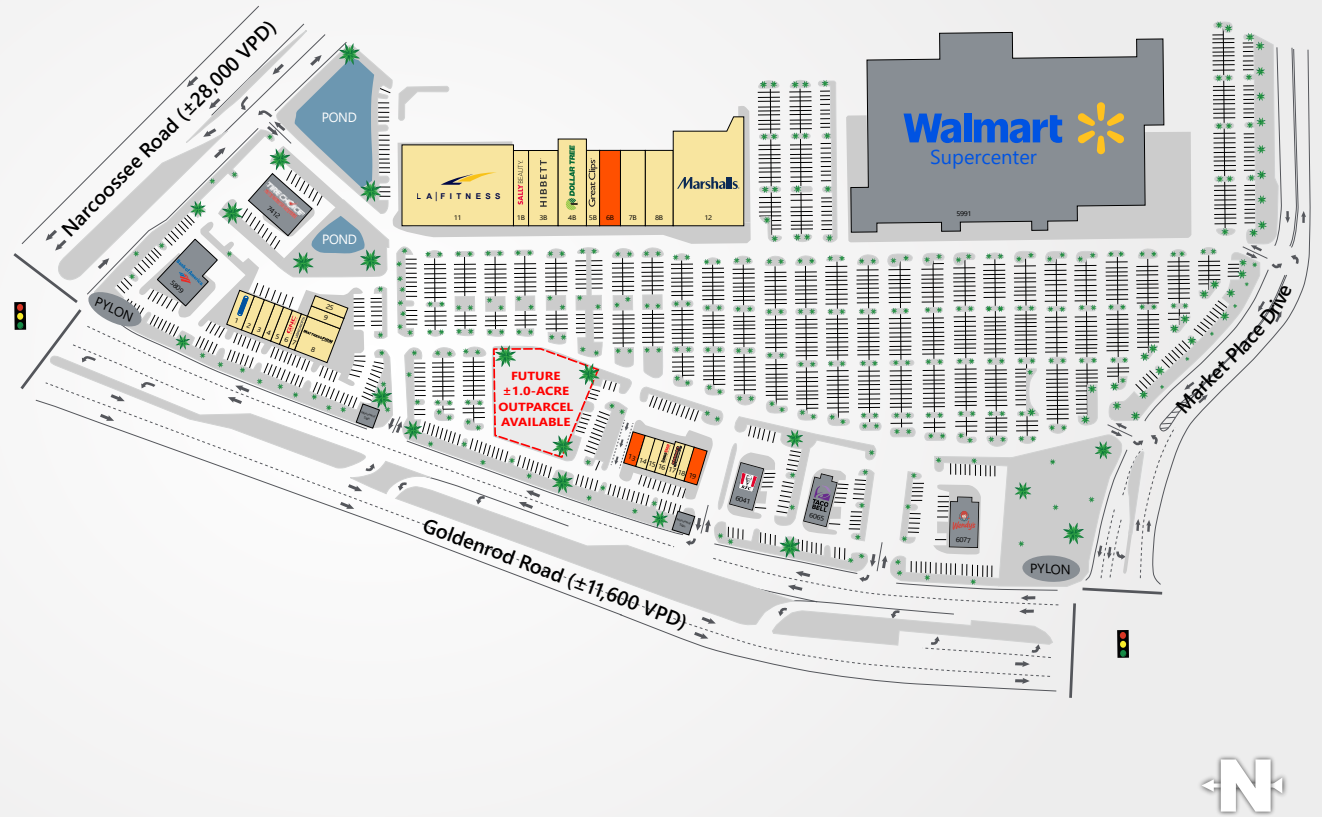 Narcoossee Road (±28,000 VPD)
POND
POND
PYLON
7412
5809
1
2
3
4
5
6
8
9
25
LA|FITNESS
11
SALLY BEAUTY
1B
HIBBETT
3B
DOLLAR TREE
4B
Great Clips
5B
6B
7B
8B
Marshalls
12
Walmart
Supercenter
5991
FUTURE
±1.0-ACRE
OUTPARCEL
AVAILABLE
13
14
15
16
17
18
19
KFC
6041
TACO
BELL
6065
Wendy's
6077
PYLON
Market Place Drive
Goldenrod Road (±11,600 VPD)
N